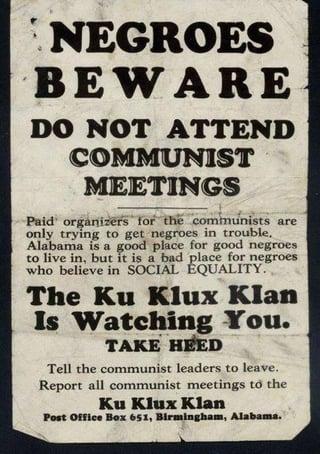 NEGROES
BEWARE
DO NOT ATTEND
COMMUNIST
MEETINGS
Paid organizers for the communists are
only trying to get negroes in trouble.
Alabama is a good place for good negroes
to live in, but it is a bad place for negroes
who believe in SOCIAL EQUALITY.
The Ku Klux Klan
Is Watching You.
TAKE HEED
Tell the communist leaders to leave.
Report all communist meetings to the
Ku Klux Klan
Post Office Box 651, Birmingham, Alabama.